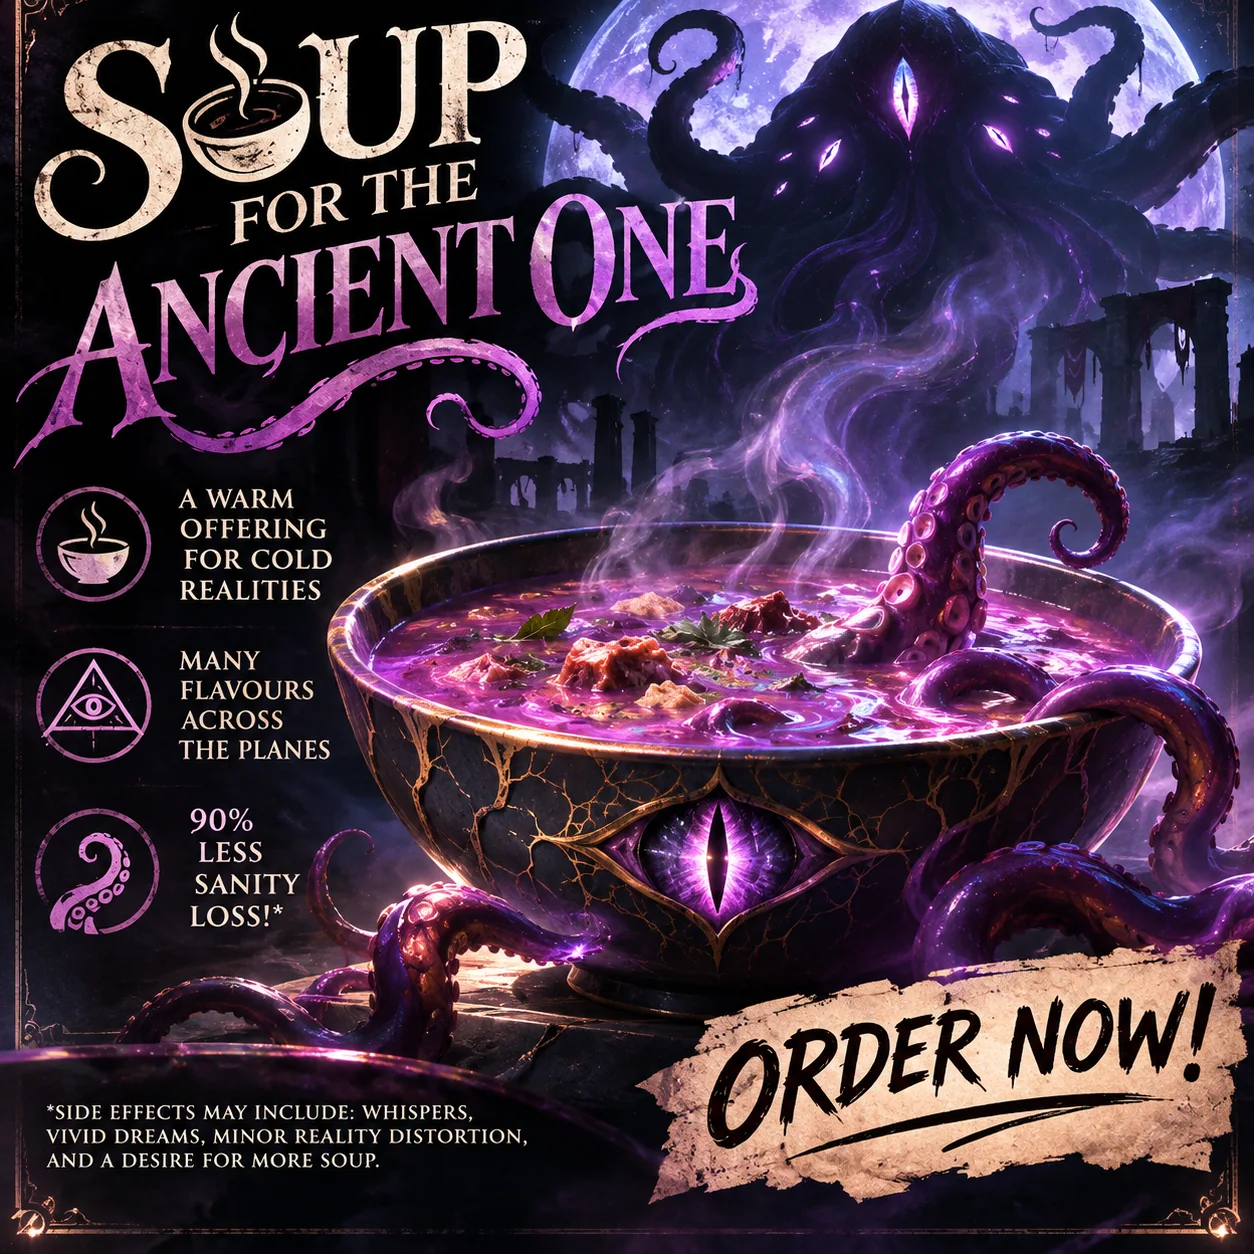 SOUP
FOR THE
ANCIENT ONE
A WARM
OFFERING
FOR COLD
REALITIES
MANY
FLAVOURS
ACROSS
THE PLANES
90%
LESS
SANITY
LOSS!*
ORDER NOW!
*SIDE EFFECTS MAY INCLUDE: WHISPERS,
VIVID DREAMS, MINOR REALITY DISTORTION,
AND A DESIRE FOR MORE SOUP.